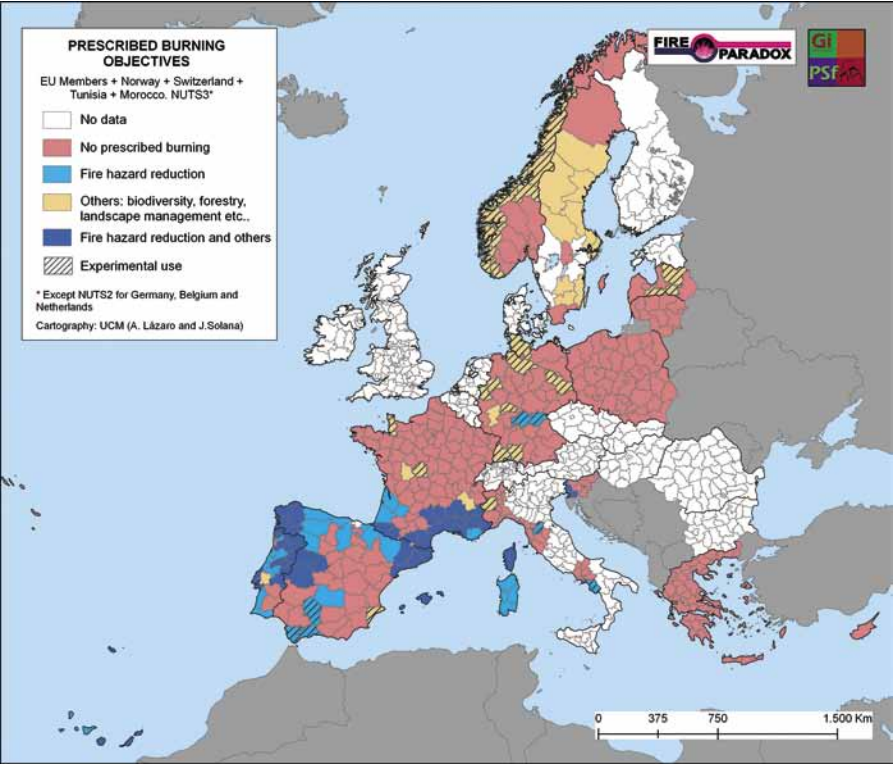 PRESCRIBED BURNING
OBJECTIVES
EU Members + Norway + Switzerland +
Tunisia + Morocco. NUTS3*
No data
No prescribed burning
Fire hazard reduction
Others: biodiversity, forestry,
landscape management etc..
Fire hazard reduction and others
Experimental use
* Except NUTS2 for Germany, Belgium and
Netherlands
Cartography: UCM (A. Lázaro and J.Solana)
FIRE
PARADOX
Gi
PSf
0 375 750 1.500 Km